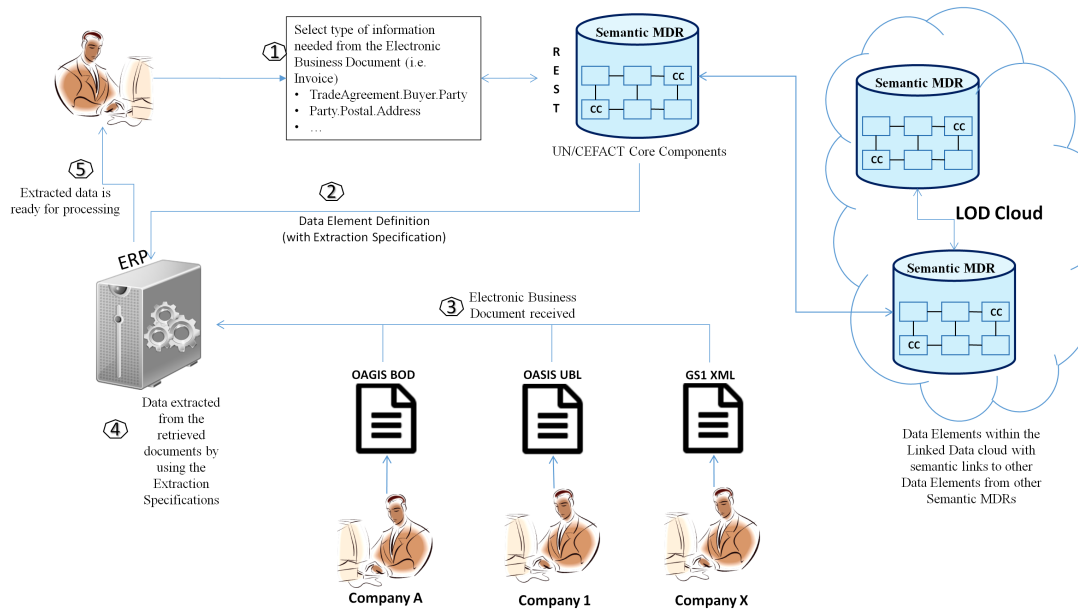 1
Select type of information
needed from the Electronic
Business Document (i.e.
Invoice)
• TradeAgreement.Buyer.Party
• Party.Postal.Address
• …
R
E
S
T
Semantic MDR
CC
CC
UN/CEFACT Core Components
Semantic MDR
CC
CC
LOD Cloud
Semantic MDR
CC
CC
Data Elements within the
Linked Data cloud with
semantic links to other
Data Elements from other
Semantic MDRs
5
Extracted data is
ready for processing
2
Data Element Definition
(with Extraction Specification)
ERP
3
Electronic Business
Document received
4
Data extracted
from the
retrieved
documents by
using the
Extraction
Specifications
OAGIS BOD
OASIS UBL
GS1 XML
Company A
Company 1
Company X